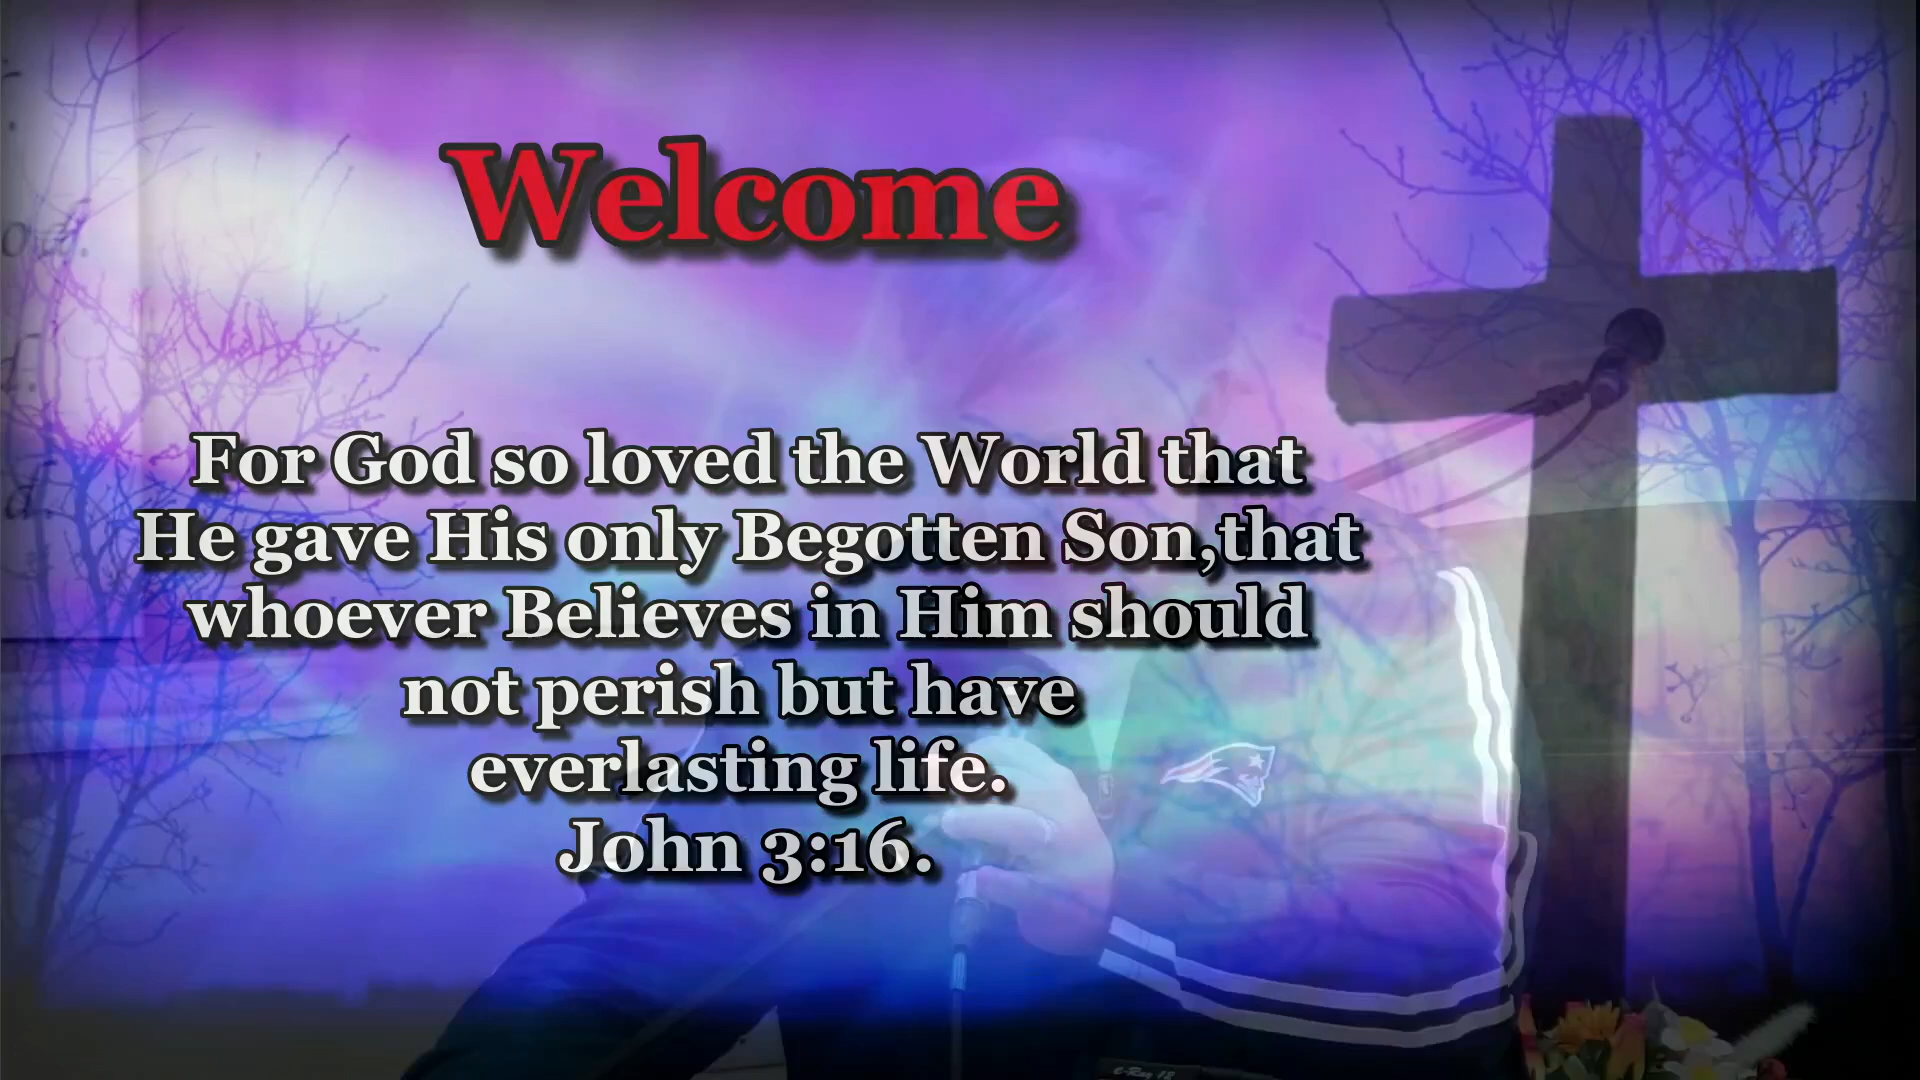 Welcome
For God so loved the World that
He gave His only Begotten Son,that
whoever Believes in Him should
not perish but have
everlasting life.
John 3:16.